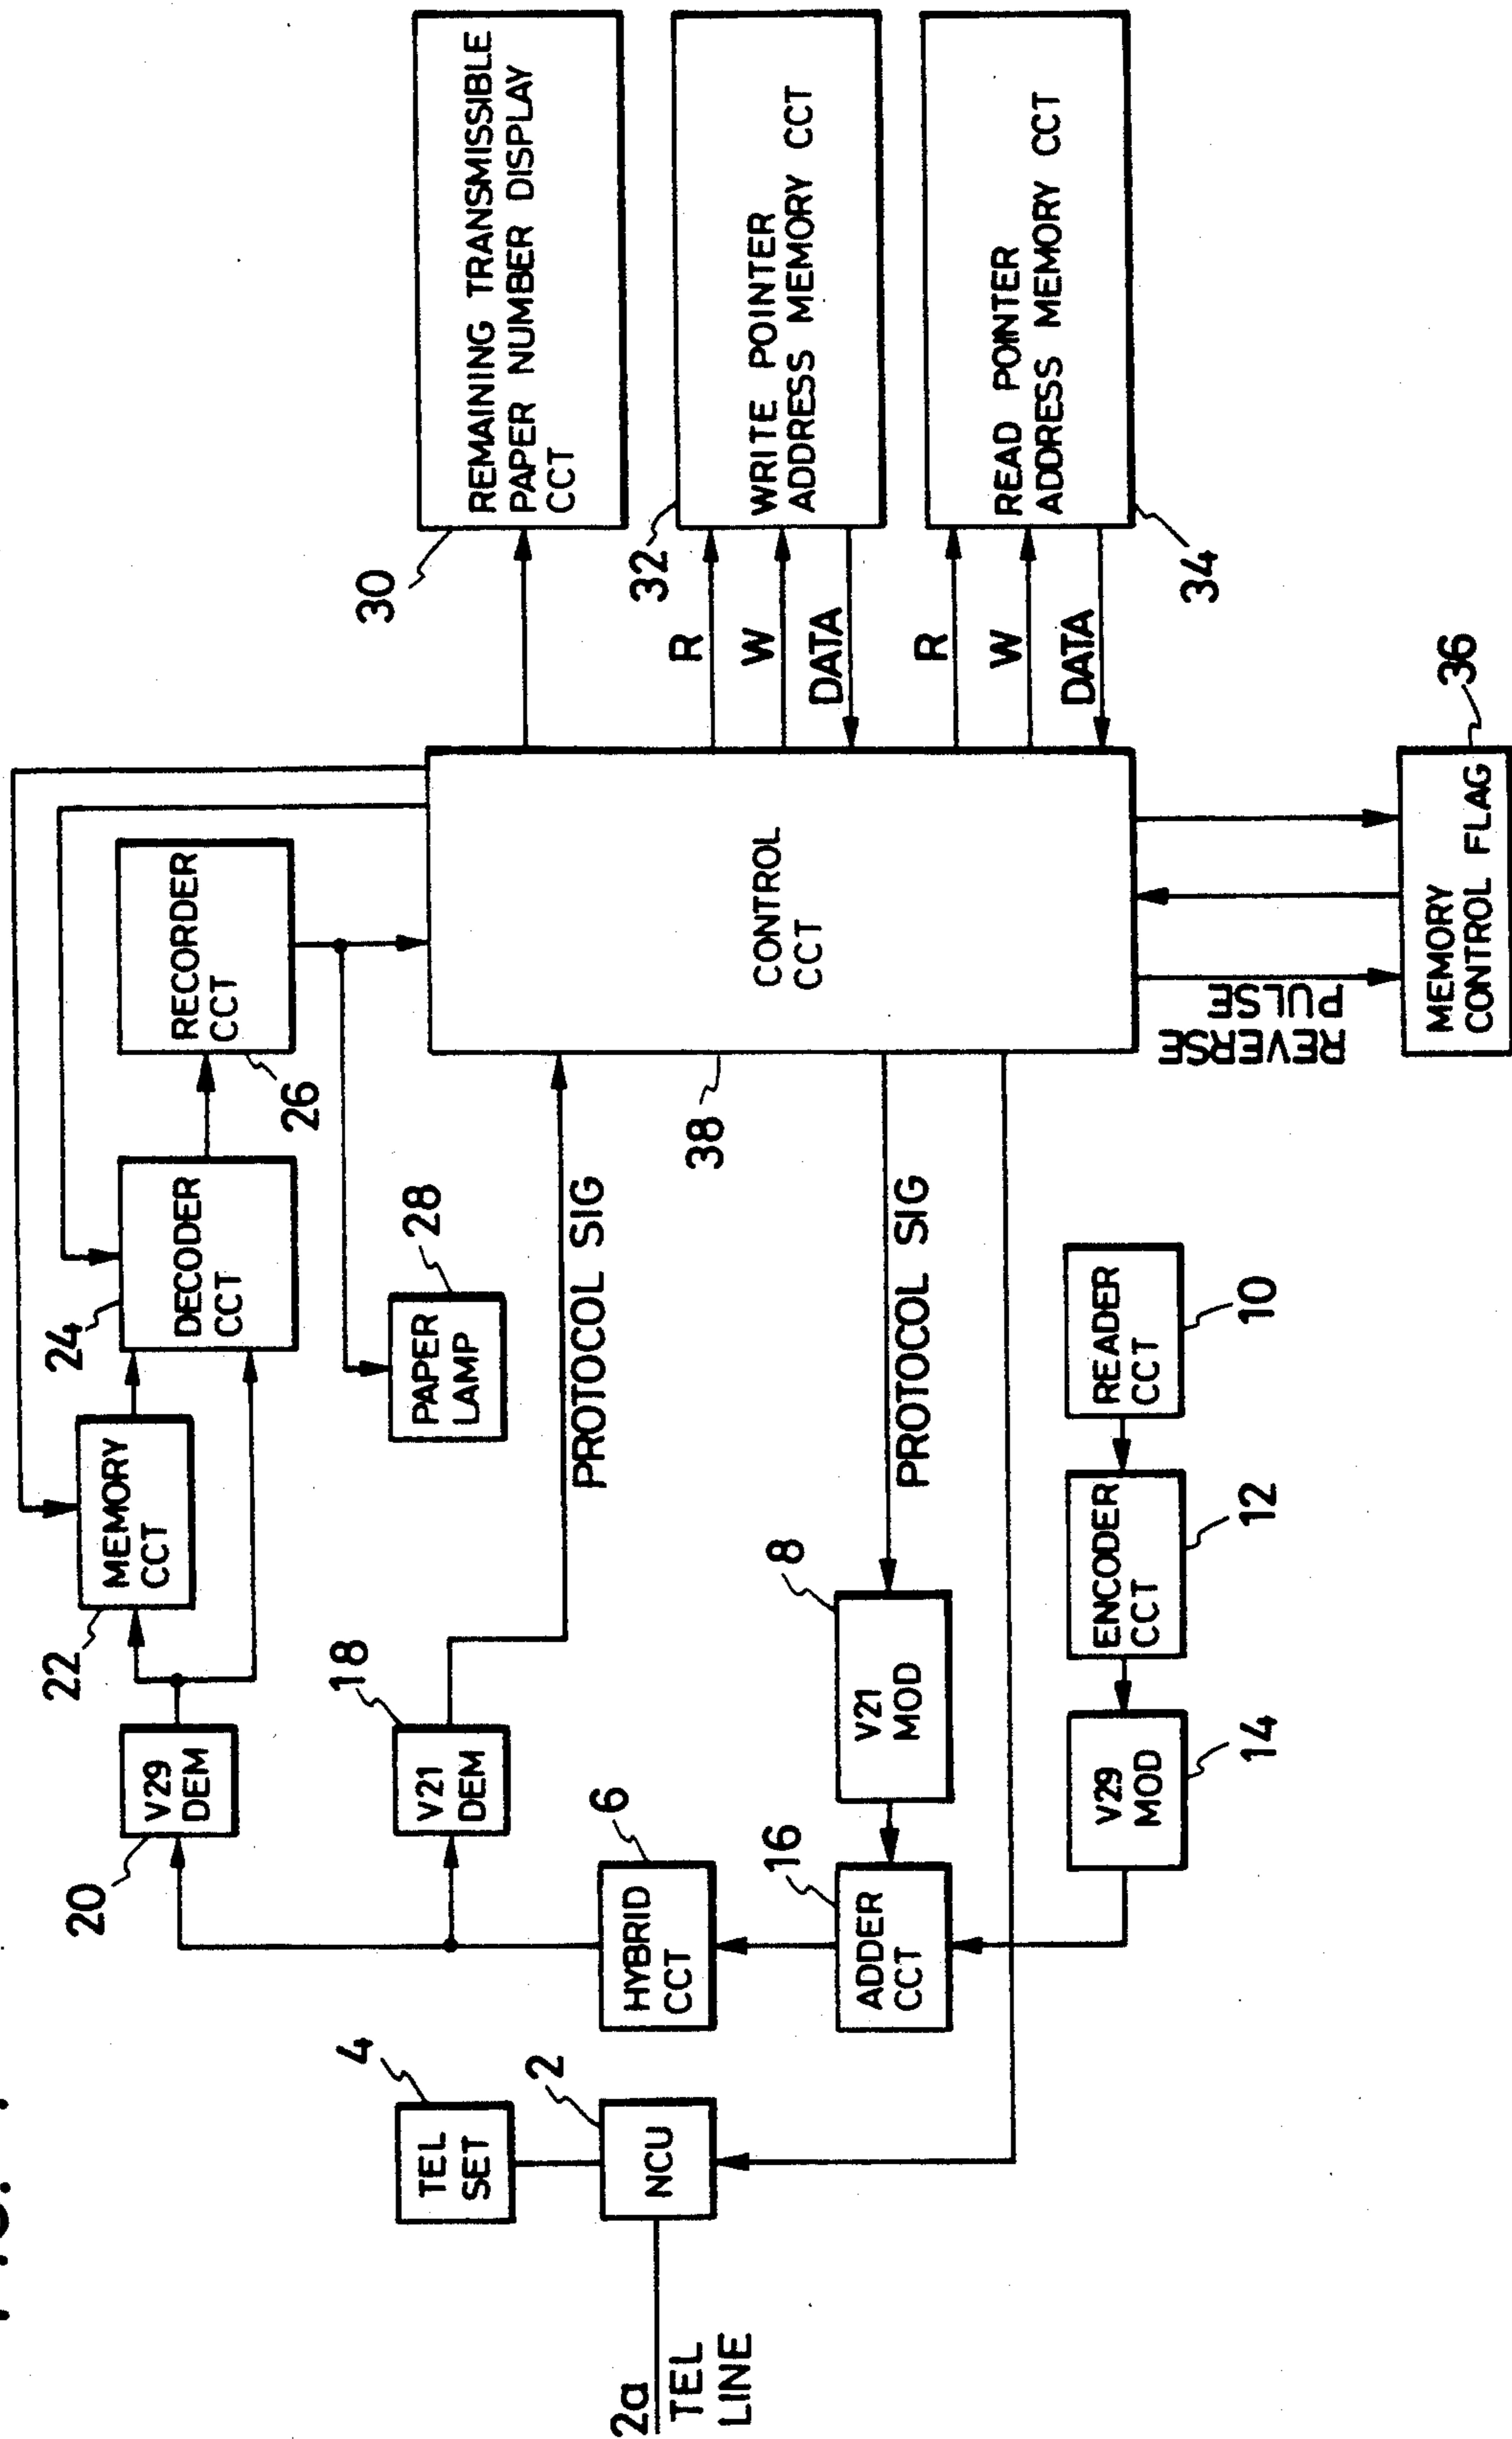 2a
TEL
LINE
4
TEL
SET
2
NCU
6
HYBRID
CCT
16
ADDER
CCT
8
V21
MOD
14
V29
MOD
12
ENCODER
CCT
10
READER
CCT
20
V29
DEM
18
V21
DEM
22
MEMORY
CCT
24
DECODER
CCT
26
RECORDER
CCT
28
PAPER
LAMP
PROTOCOL SIG
PROTOCOL SIG
38
CONTROL
CCT
REVERSE
PULSE
36
MEMORY
CONTROL FLAG
30
REMAINING TRANSMISSIBLE
PAPER NUMBER DISPLAY
CCT
R
W
DATA
32
WRITE POINTER
ADDRESS MEMORY CCT
R
W
DATA
34
READ POINTER
ADDRESS MEMORY CCT